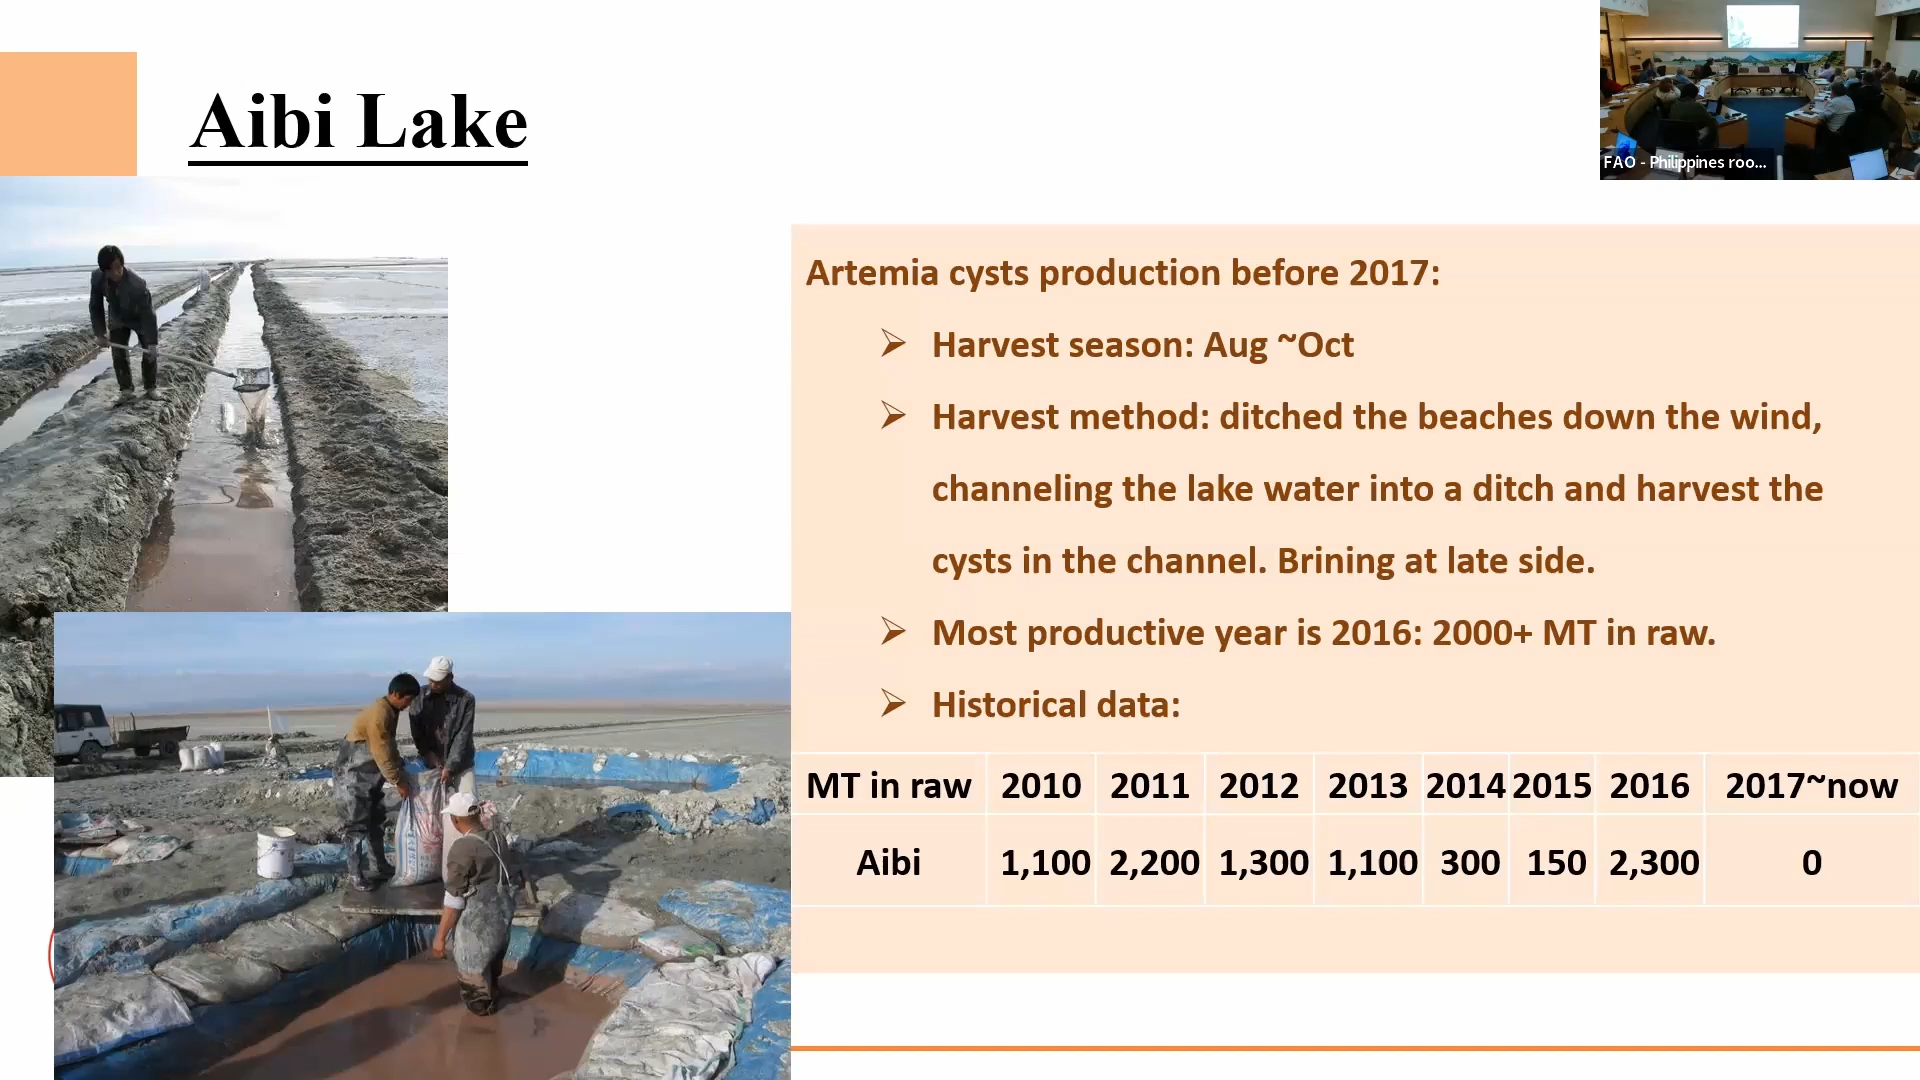 Aibi Lake
FAO - Philippines roo...
Artemia cysts production before 2017:
➢ Harvest season: Aug ~Oct
➢ Harvest method: ditched the beaches down the wind,
channeling the lake water into a ditch and harvest the
cysts in the channel. Brining at late side.
➢ Most productive year is 2016: 2000+ MT in raw.
➢ Historical data:
MT in raw 2010 2011 2012 2013 2014 2015 2016 2017~now
Aibi 1,100 2,200 1,300 1,100 300 150 2,300 0